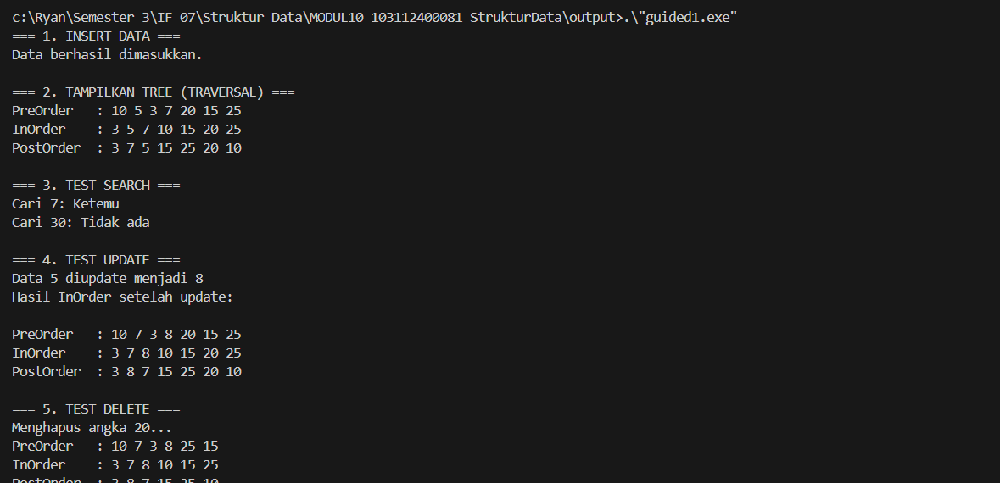 c:\Ryan\Semester 3\IF 07\Struktur Data\MODUL10_103112400081_StrukturData\output>.\"guided1.exe"
=== 1. INSERT DATA ===
Data berhasil dimasukkan.

=== 2. TAMPILKAN TREE (TRAVERSAL) ===
PreOrder   : 10 5 3 7 20 15 25
InOrder    : 3 5 7 10 15 20 25
PostOrder  : 3 7 5 15 25 20 10

=== 3. TEST SEARCH ===
Cari 7: Ketemu
Cari 30: Tidak ada

=== 4. TEST UPDATE ===
Data 5 diupdate menjadi 8
Hasil InOrder setelah update:

PreOrder   : 10 7 3 8 20 15 25
InOrder    : 3 7 8 10 15 20 25
PostOrder  : 3 8 7 15 25 20 10

=== 5. TEST DELETE ===
Menghapus angka 20...
PreOrder   : 10 7 3 8 25 15
InOrder    : 3 7 8 10 15 25
PostOrder  : 3 8 7 15 25 10